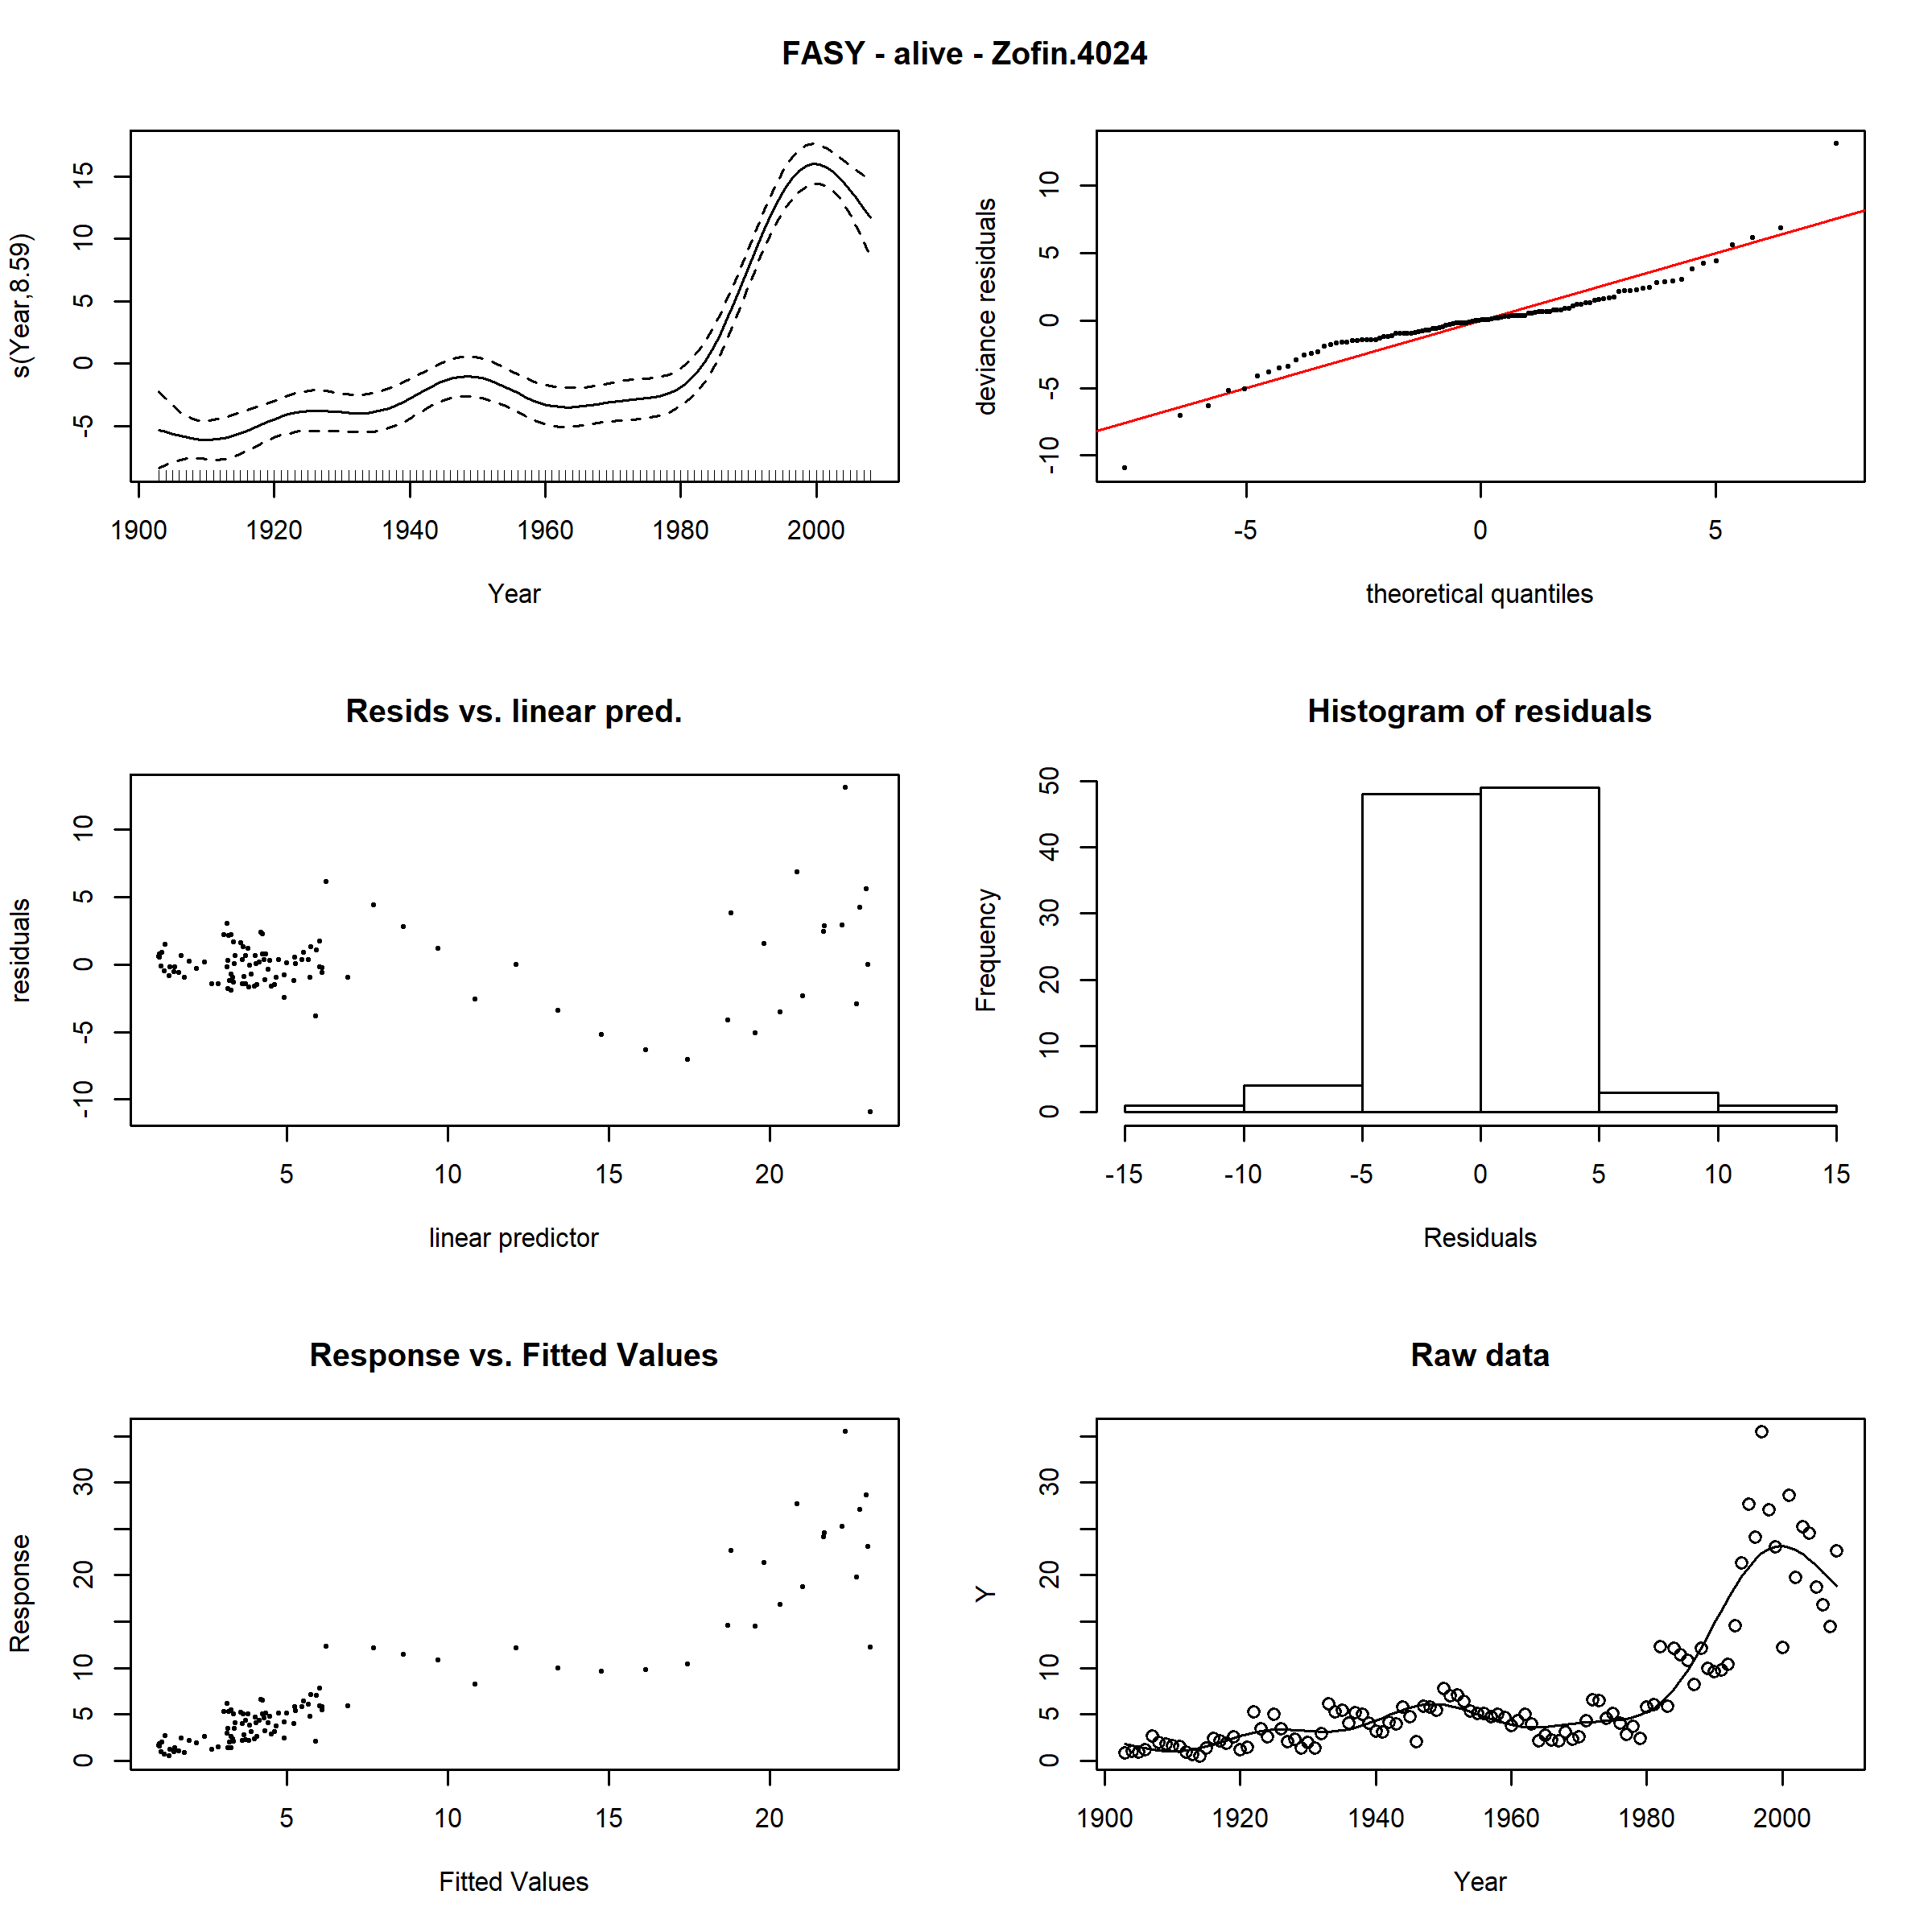 FASY - alive - Zofin.4024
s(Year,8.59)
-5 0 5 10 15
1900 1920 1940 1960 1980 2000
Year
deviance residuals
-10 -5 0 5 10
-5 0 5
theoretical quantiles
Resids vs. linear pred.
residuals
-10 -5 0 5 10
5 10 15 20
linear predictor
Histogram of residuals
Frequency
0 10 20 30 40 50
-15 -10 -5 0 5 10 15
Residuals
Response vs. Fitted Values
Response
0 5 10 20 30
5 10 15 20
Fitted Values
Raw data
Y
0 5 10 20 30
1900 1920 1940 1960 1980 2000
Year